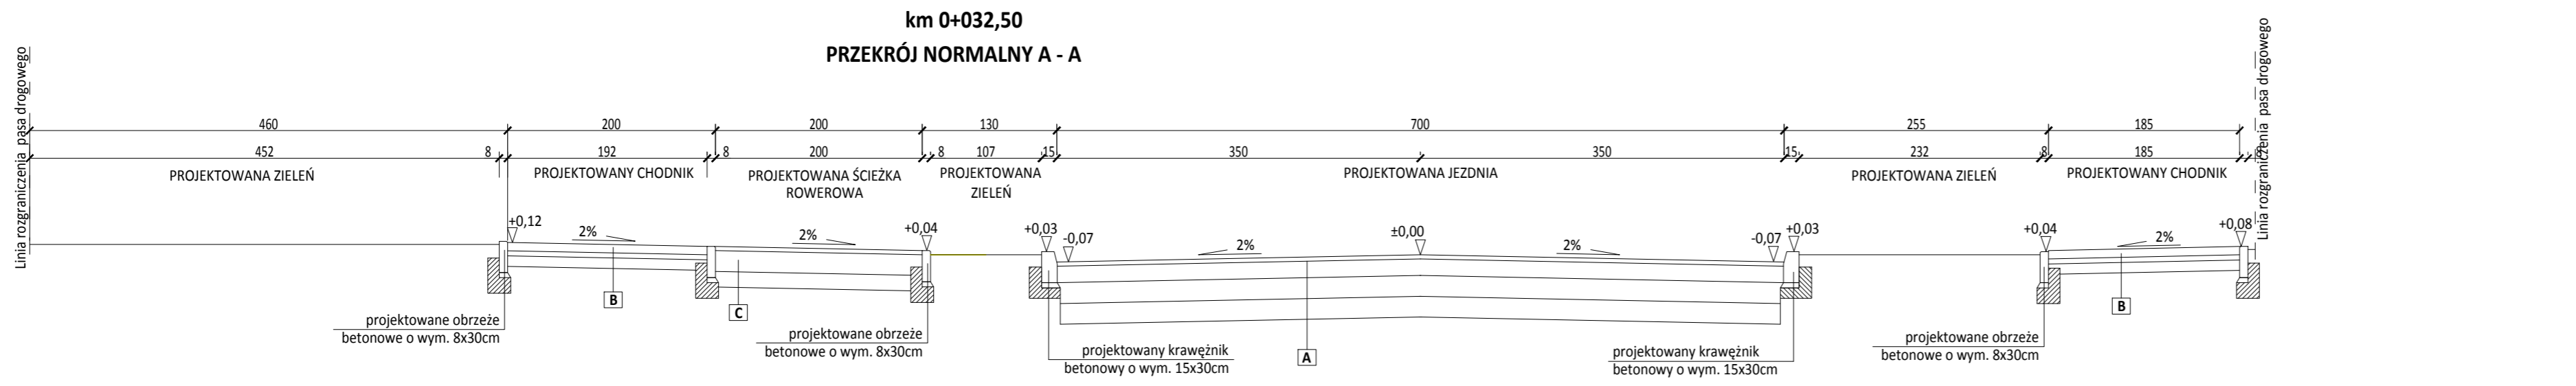 km 0+032,50
PRZEKRÓJ NORMALNY A - A
Linia rozgraniczenia pasa drogowego
Linia rozgraniczenia pasa drogowego
460 200 200 130 700 255 185
452 8 192 8 200 8 107 15 350 350 15 232 8 185
PROJEKTOWANA ZIELEŃ
PROJEKTOWANY CHODNIK
PROJEKTOWANA ŚCIEŻKA
ROWEROWA
PROJEKTOWANA
ZIELEŃ
PROJEKTOWANA JEZDNIA
PROJEKTOWANA ZIELEŃ
PROJEKTOWANY CHODNIK
+0,12 2% 2% +0,04 +0,03 -0,07 2% ±0,00 2% -0,07 +0,03 +0,04 2% +0,08
B
C
A
B
projektowane obrzeże
betonowe o wym. 8x30cm
projektowane obrzeże
betonowe o wym. 8x30cm
projektowany krawężnik
betonowy o wym. 15x30cm
projektowany krawężnik
betonowy o wym. 15x30cm
projektowane obrzeże
betonowe o wym. 8x30cm